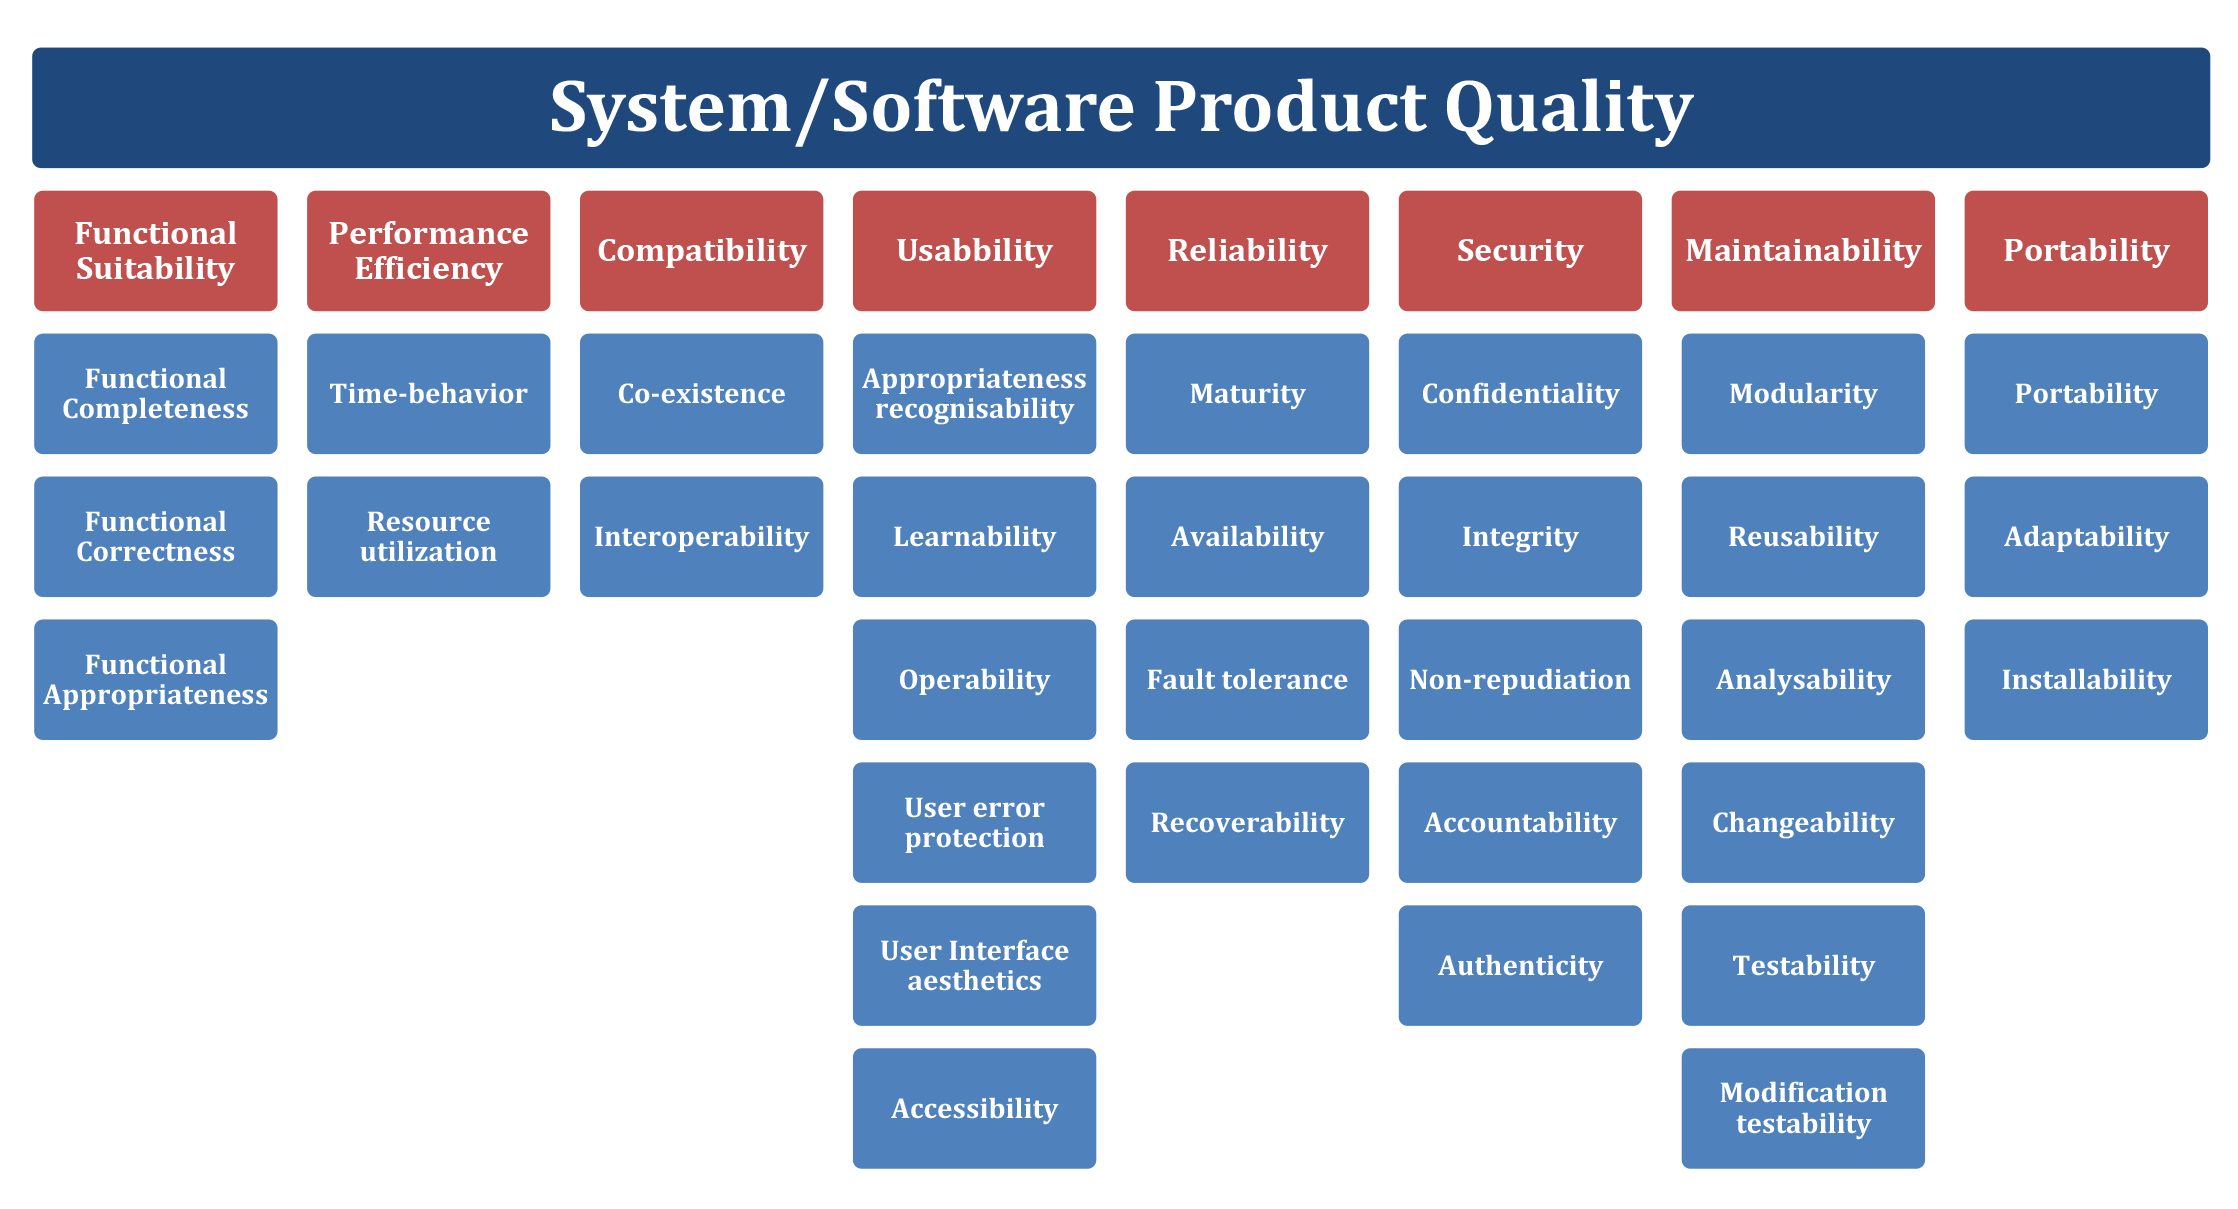 System/Software Product Quality
Functional
Suitability
Performance
Efficiency
Compatibility
Usabbility
Reliability
Security
Maintainability
Portability
Functional
Completeness
Time-behavior
Co-existence
Appropriateness
recognisability
Maturity
Confidentiality
Modularity
Portability
Functional
Correctness
Resource
utilization
Interoperability
Learnability
Availability
Integrity
Reusability
Adaptability
Functional
Appropriateness
Operability
Fault tolerance
Non-repudiation
Analysability
Installability
User error
protection
Recoverability
Accountability
Changeability
User Interface
aesthetics
Authenticity
Testability
Accessibility
Modification
testability